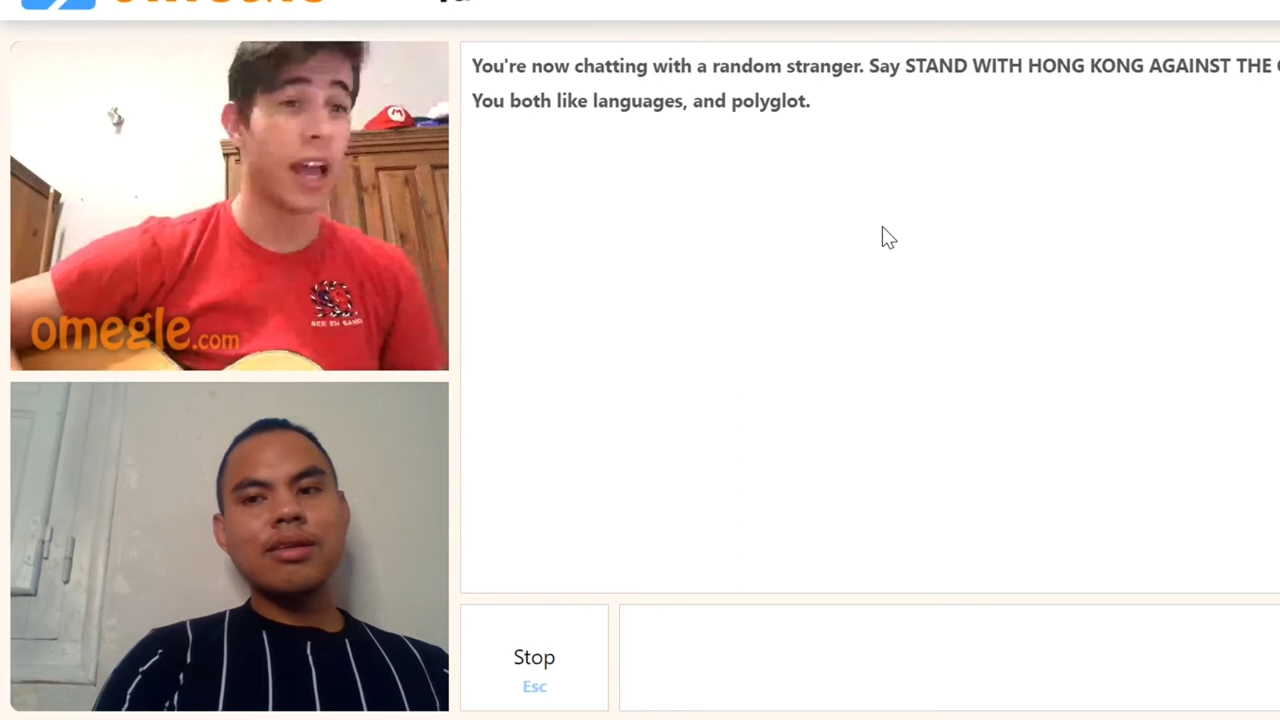 You're now chatting with a random stranger. Say STAND WITH HONG KONG AGAINST THE
You both like languages, and polyglot.
omegle.com
Stop
Esc